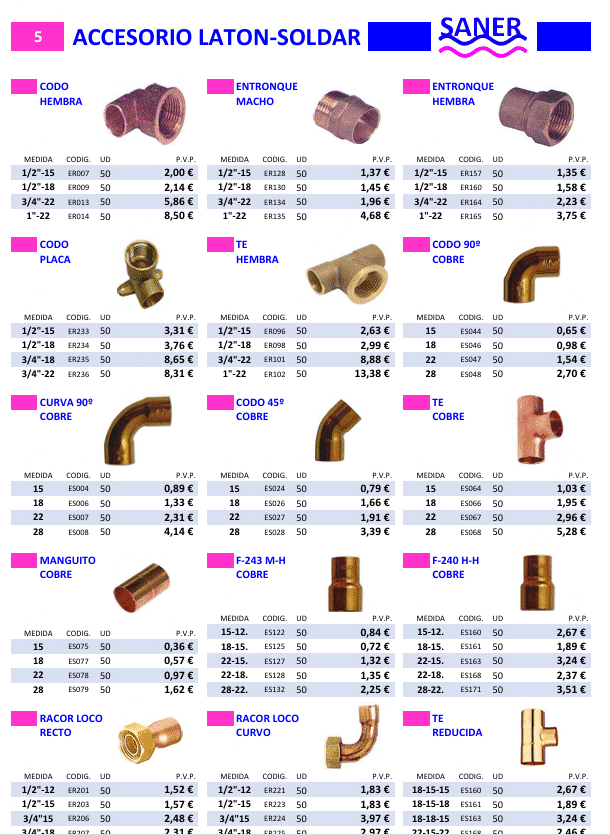 5 ACCESORIO LATON-SOLDAR SANER
CODO
HEMBRA
MEDIDA CODIG. UD P.V.P.
1/2"-15 ER007 50 2,00 €
1/2"-18 ER009 50 2,14 €
3/4"-22 ER013 50 5,86 €
1"-22 ER014 50 8,50 €
ENTRONQUE
MACHO
MEDIDA CODIG. UD P.V.P.
1/2"-15 ER128 50 1,37 €
1/2"-18 ER130 50 1,45 €
3/4"-22 ER134 50 1,96 €
1"-22 ER135 50 4,68 €
ENTRONQUE
HEMBRA
MEDIDA CODIG. UD P.V.P.
1/2"-15 ER157 50 1,35 €
1/2"-18 ER160 50 1,58 €
3/4"-22 ER164 50 2,23 €
1"-22 ER165 50 3,75 €
CODO
PLACA
MEDIDA CODIG. UD P.V.P.
1/2"-15 ER233 50 3,31 €
1/2"-18 ER234 50 3,76 €
3/4"-18 ER235 50 8,65 €
3/4"-22 ER236 50 8,31 €
TE
HEMBRA
MEDIDA CODIG. UD P.V.P.
1/2"-15 ER096 50 2,63 €
1/2"-18 ER098 50 2,99 €
3/4"-22 ER101 50 8,88 €
1"-22 ER102 50 13,38 €
CODO 90º
COBRE
MEDIDA CODIG. UD P.V.P.
15 ES044 50 0,65 €
18 ES046 50 0,98 €
22 ES047 50 1,54 €
28 ES048 50 2,70 €
CURVA 90º
COBRE
MEDIDA CODIG. UD P.V.P.
15 ES004 50 0,89 €
18 ES006 50 1,33 €
22 ES007 50 2,31 €
28 ES008 50 4,14 €
CODO 45º
COBRE
MEDIDA CODIG. UD P.V.P.
15 ES024 50 0,79 €
18 ES026 50 1,66 €
22 ES027 50 1,91 €
28 ES028 50 3,39 €
TE
COBRE
MEDIDA CODIG. UD P.V.P.
15 ES064 50 1,03 €
18 ES066 50 1,95 €
22 ES067 50 2,96 €
28 ES068 50 5,28 €
MANGUITO
COBRE
MEDIDA CODIG. UD P.V.P.
15 ES075 50 0,36 €
18 ES077 50 0,57 €
22 ES078 50 0,97 €
28 ES079 50 1,62 €
F-243 M-H
COBRE
MEDIDA CODIG. UD P.V.P.
15-12. ES122 50 0,84 €
18-15. ES125 50 0,72 €
22-15. ES127 50 1,32 €
22-18. ES128 50 1,35 €
28-22. ES132 50 2,25 €
F-240 H-H
COBRE
MEDIDA CODIG. UD P.V.P.
15-12. ES160 50 2,67 €
18-15. ES161 50 1,89 €
22-15. ES163 50 3,24 €
22-18. ES168 50 2,37 €
28-22. ES171 50 3,51 €
RACOR LOCO
RECTO
MEDIDA CODIG. UD P.V.P.
1/2"-12 ER201 50 1,52 €
1/2"-15 ER203 50 1,57 €
3/4"15 ER206 50 2,48 €
3/4"-18 ER207 50 2,31 €
RACOR LOCO
CURVO
MEDIDA CODIG. UD P.V.P.
1/2"-12 ER221 50 1,83 €
1/2"-15 ER223 50 1,83 €
3/4"-15 ER224 50 3,97 €
3/4"-18 ER225 50 2,97 €
TE
REDUCIDA
MEDIDA CODIG. UD P.V.P.
18-15-15 ES160 50 2,67 €
18-15-18 ES161 50 1,89 €
18-18-15 ES163 50 3,24 €
22-15-22 ES168 50 2,46 €